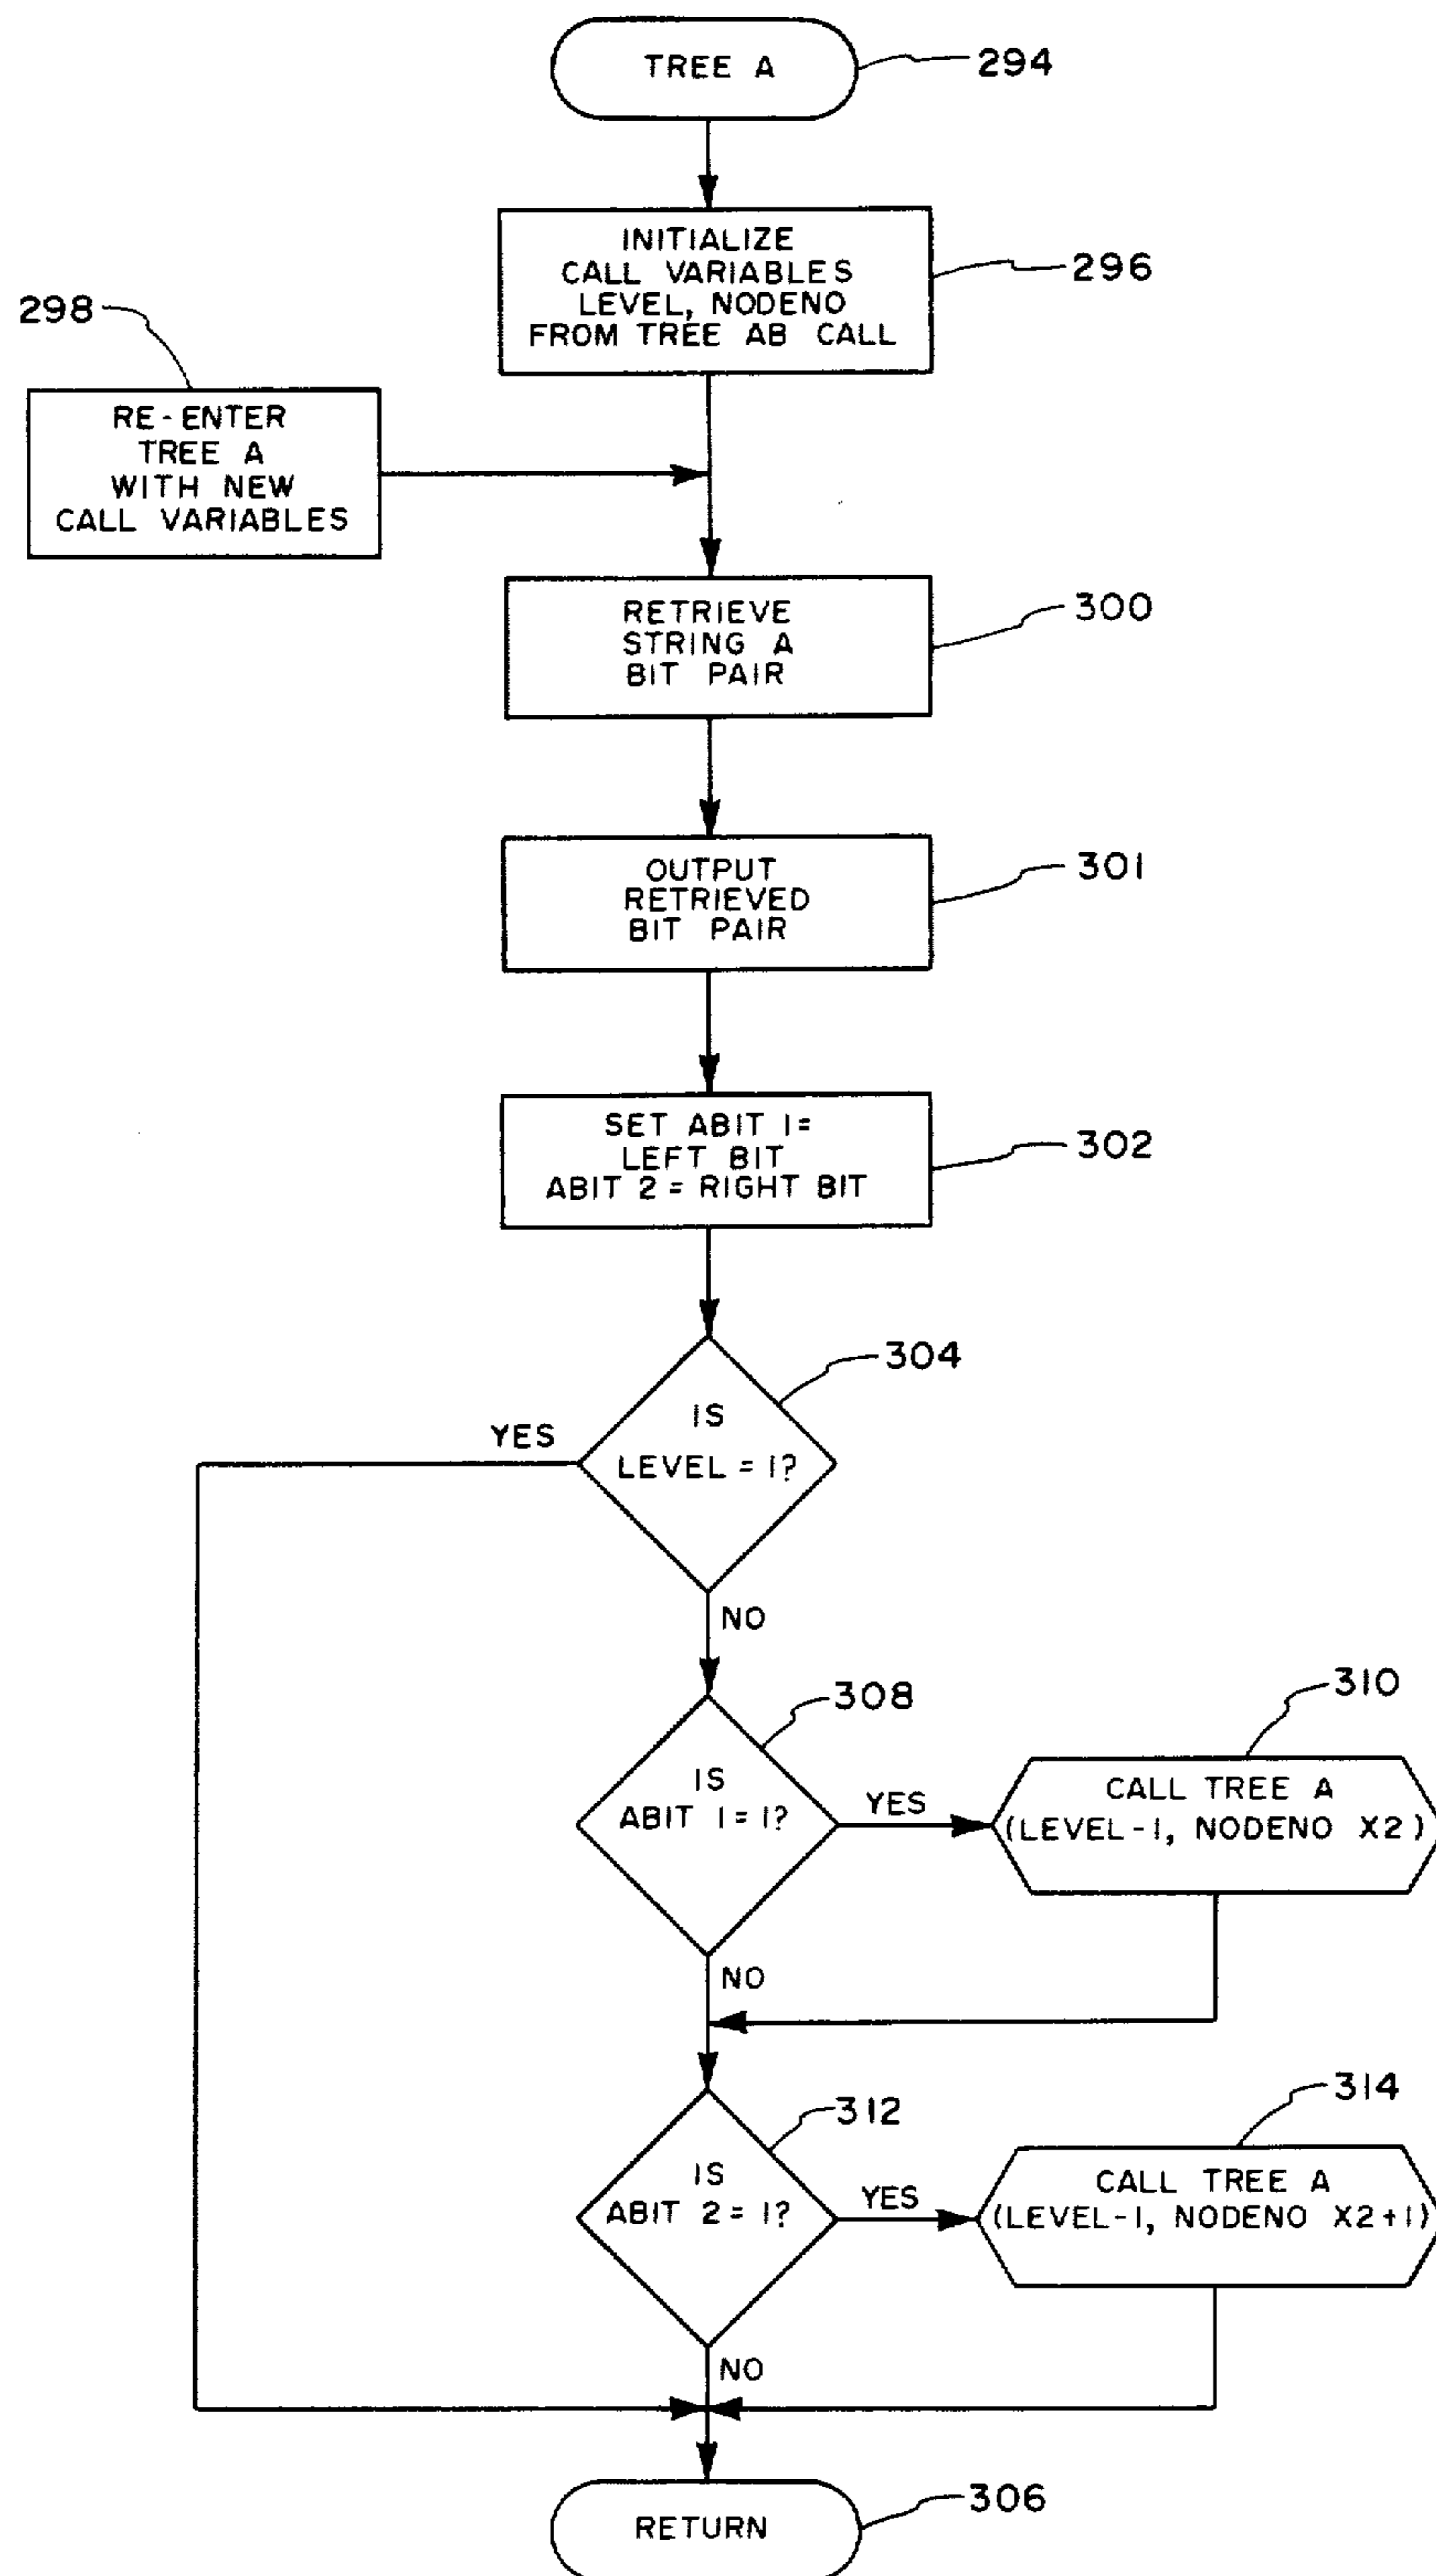 TREE A
294
INITIALIZE
CALL VARIABLES
LEVEL, NODENO
FROM TREE AB CALL
296
298
RE-ENTER
TREE A
WITH NEW
CALL VARIABLES
RETRIEVE
STRING A
BIT PAIR
300
OUTPUT
RETRIEVED
BIT PAIR
301
SET ABIT 1=
LEFT BIT
ABIT 2 = RIGHT BIT
302
304
IS
LEVEL = 1?
YES
NO
308
IS
ABIT 1 = 1?
YES
310
CALL TREE A
(LEVEL-1, NODENO X2)
NO
312
IS
ABIT 2 = 1?
YES
314
CALL TREE A
(LEVEL-1, NODENO X2+1)
NO
RETURN
306